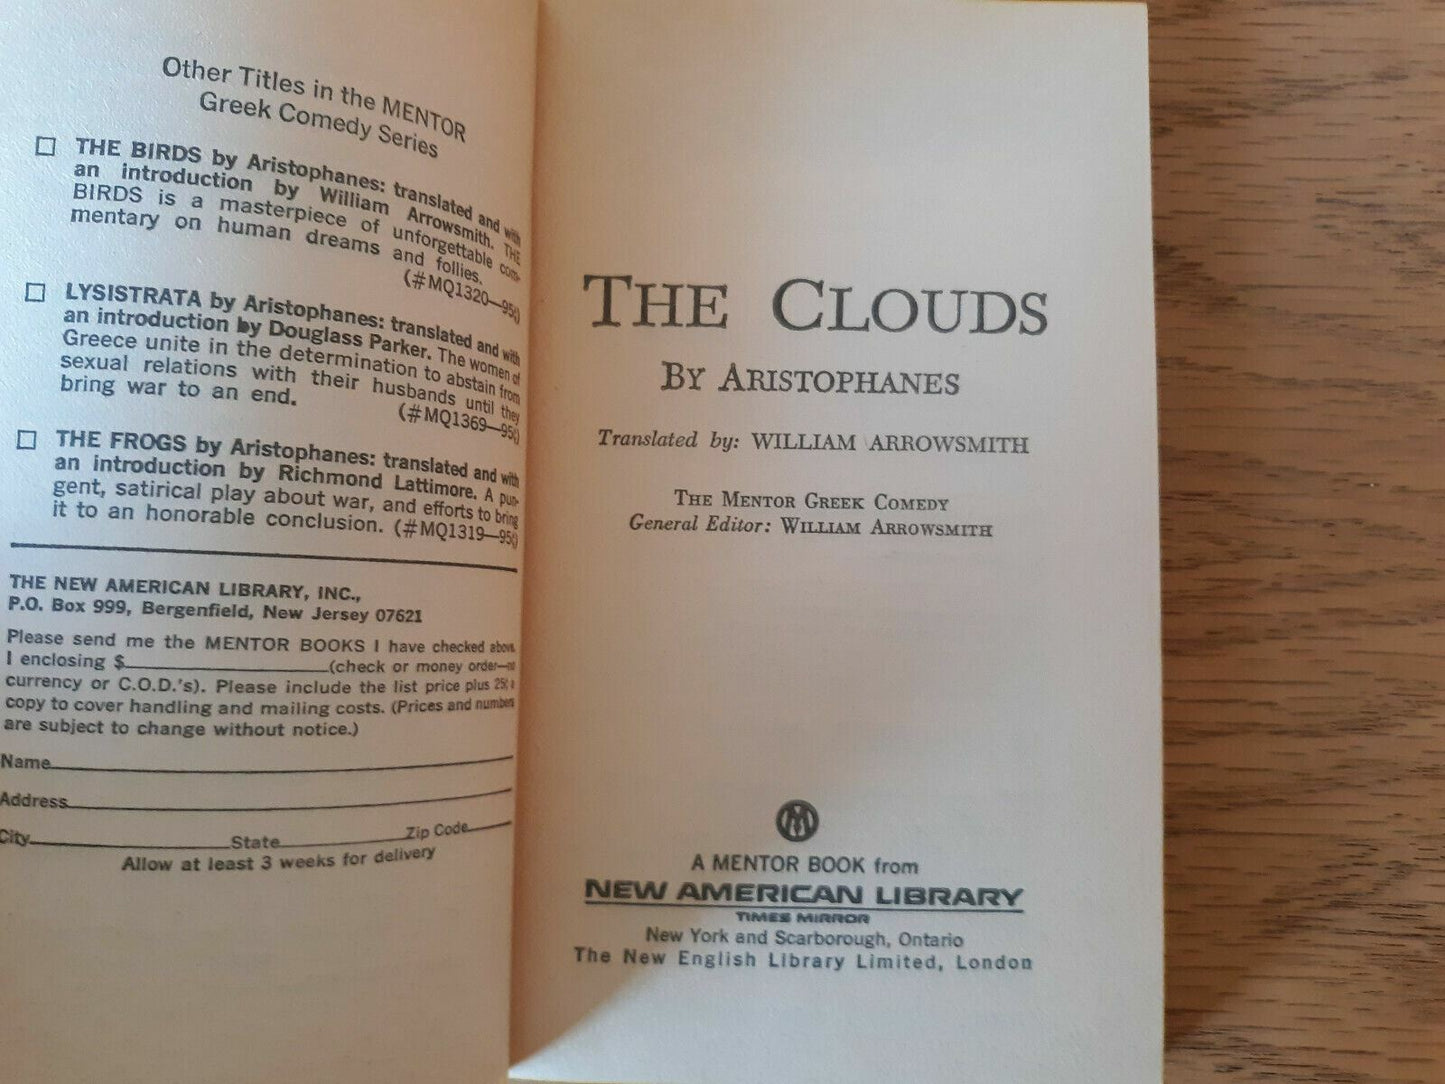 Other Titles in the MENTOR
Greek Comedy Series
THE BIRDS by Aristophanes: translated and with
an introduction by William Arrowsmith. THE
BIRDS is a masterpiece of unforgettable com-
mentary on human dreams and follies.
(#MQ1320—95¢)
LYSISTRATA by Aristophanes: translated and with
an introduction by Douglass Parker. The women of
Greece unite in the determination to abstain from
sexual relations with their husbands until they
bring war to an end.
(#MQ1369—95¢)
THE FROGS by Aristophanes: translated and with
an introduction by Richmond Lattimore. A pun-
gent, satirical play about war, and efforts to bring
it to an honorable conclusion. (#MQ1319—95¢)
THE NEW AMERICAN LIBRARY, INC.,
P.O. Box 999, Bergenfield, New Jersey 07621
Please send me the MENTOR BOOKS I have checked above.
I enclosing $ (check or money order—no
currency or C.O.D.'s). Please include the list price plus 25¢ a
copy to cover handling and mailing costs. (Prices and numbers
are subject to change without notice.)
Name
Address
City State Zip Code
Allow at least 3 weeks for delivery
THE CLOUDS
BY ARISTOPHANES
Translated by: WILLIAM ARROWSMITH
THE MENTOR GREEK COMEDY
General Editor: WILLIAM ARROWSMITH
M
A MENTOR BOOK from
NEW AMERICAN LIBRARY
TIMES MIRROR
New York and Scarborough, Ontario
The New English Library Limited, London